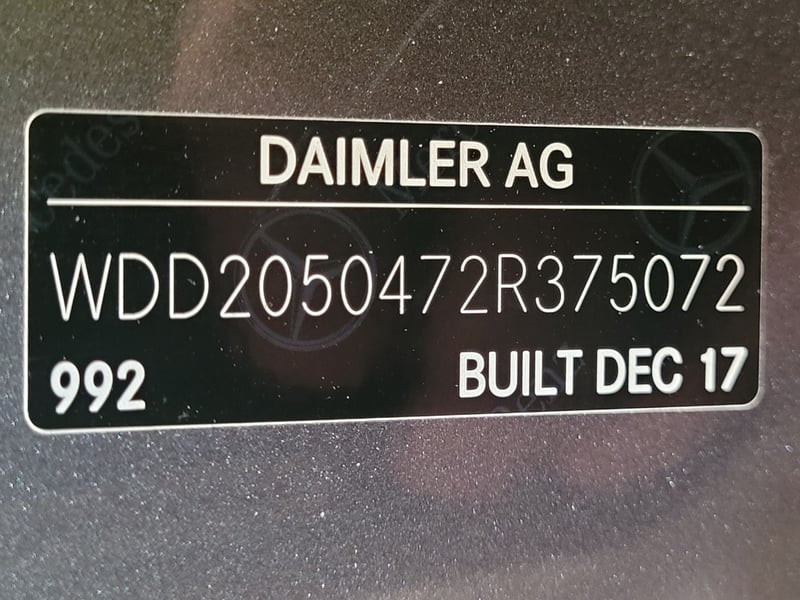 DAIMLER AG
WDD2050472R375072
992 BUILT DEC 17